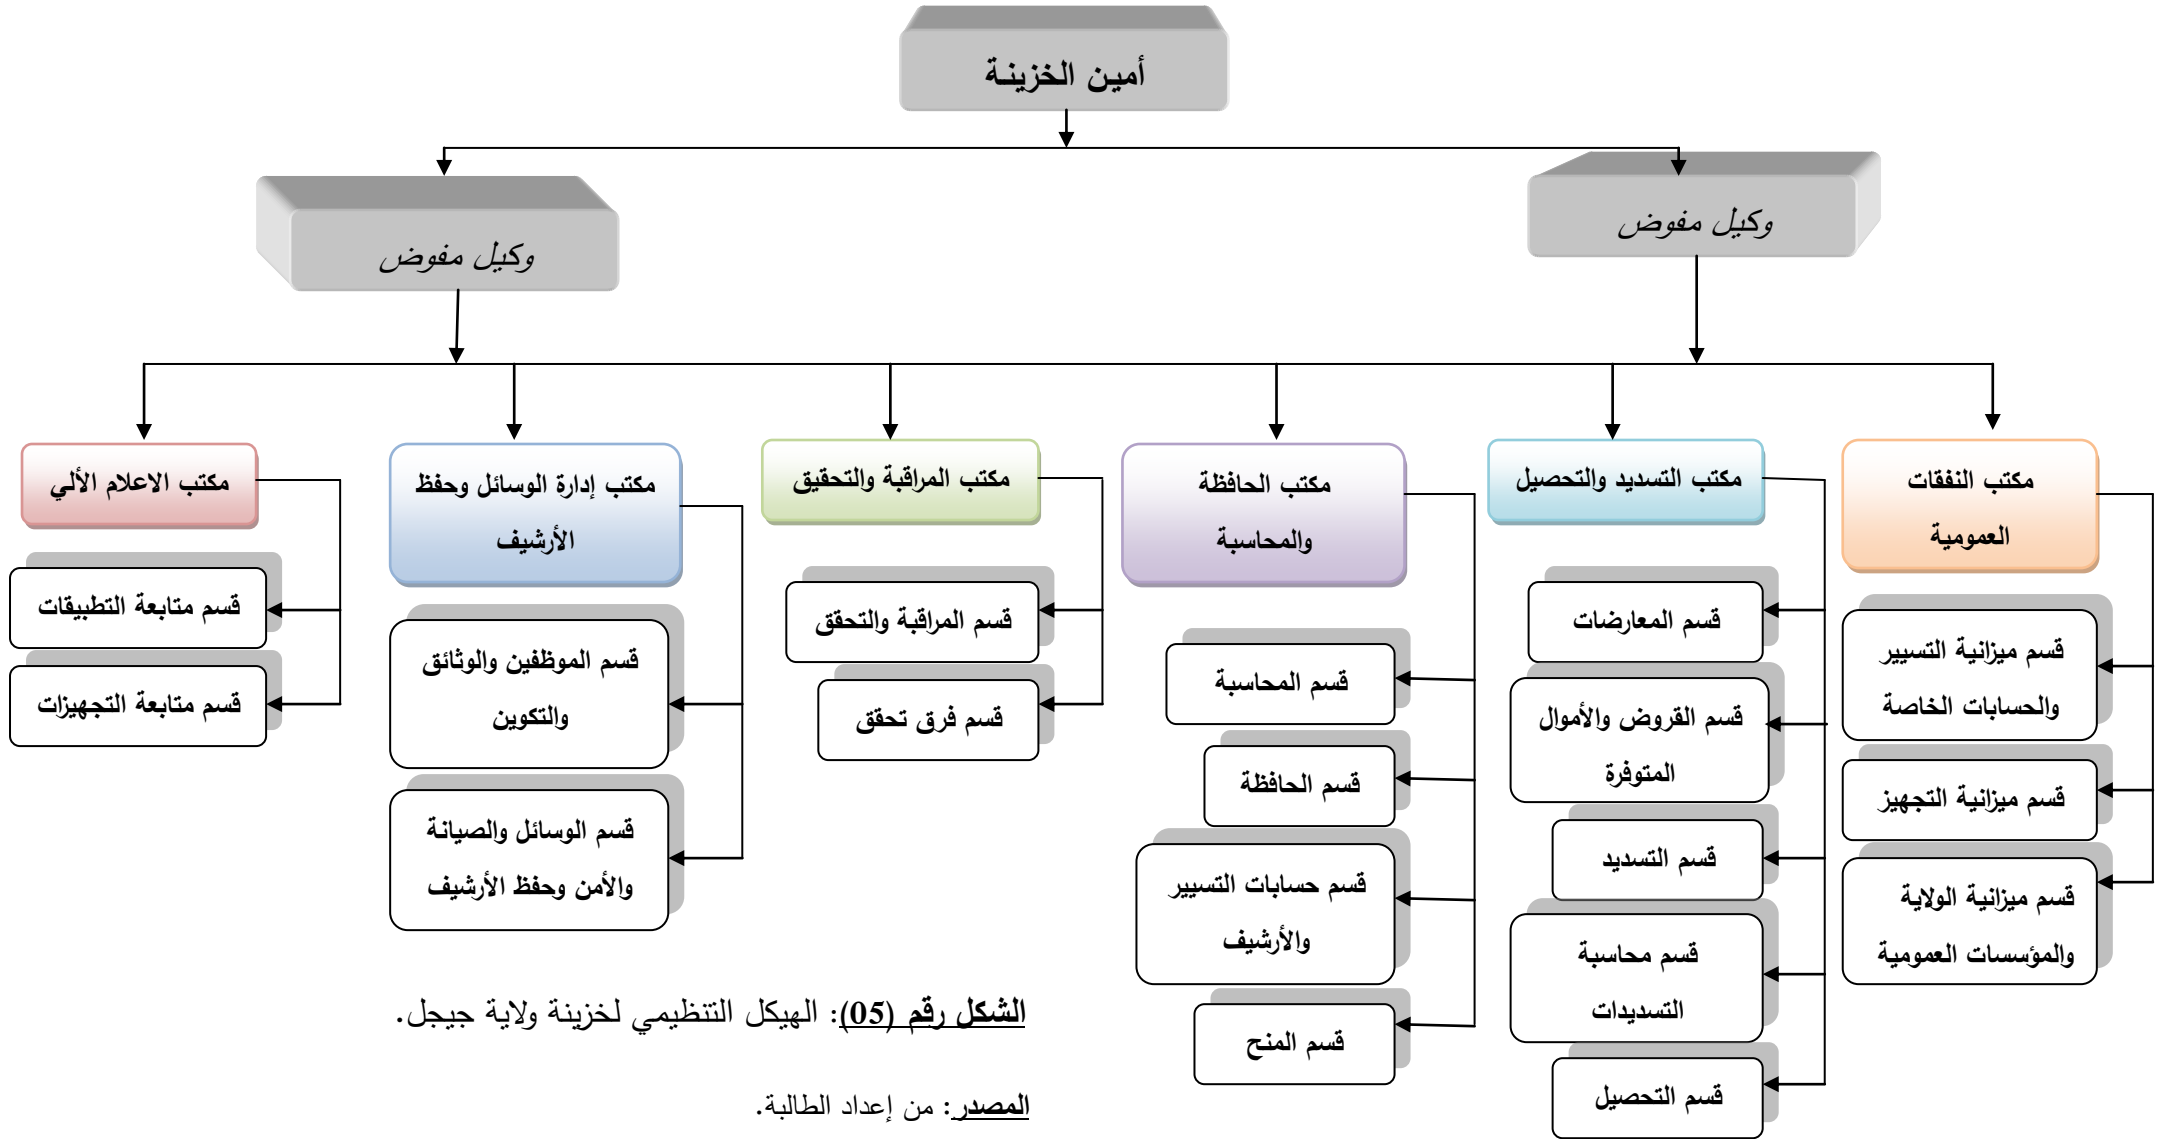 أمين الخزينة
وكيل مفوض
وكيل مفوض
مكتب النفقات
العمومية
قسم ميزانية التسيير
والحسابات الخاصة
قسم ميزانية التجهيز
قسم ميزانية الولاية
والمؤسسات العمومية
مكتب التسديد والتحصيل
قسم المعارضات
قسم القروض والأموال
المتوفرة
قسم التسديد
قسم محاسبة
التسديدات
قسم التحصيل
مكتب الحافظة
والمحاسبة
قسم المحاسبة
قسم الحافظة
قسم حسابات التسيير
والأرشيف
قسم المنح
مكتب المراقبة والتحقيق
قسم المراقبة والتحقق
قسم فرق تحقق
مكتب إدارة الوسائل وحفظ
الأرشيف
قسم الموظفين والوثائق
والتكوين
قسم الوسائل والصيانة
والأمن وحفظ الأرشيف
مكتب الاعلام الألي
قسم متابعة التطبيقات
قسم متابعة التجهيزات
الشكل رقم (05): الهيكل التنظيمي لخزينة ولاية جيجل.
المصدر: من إعداد الطالبة.